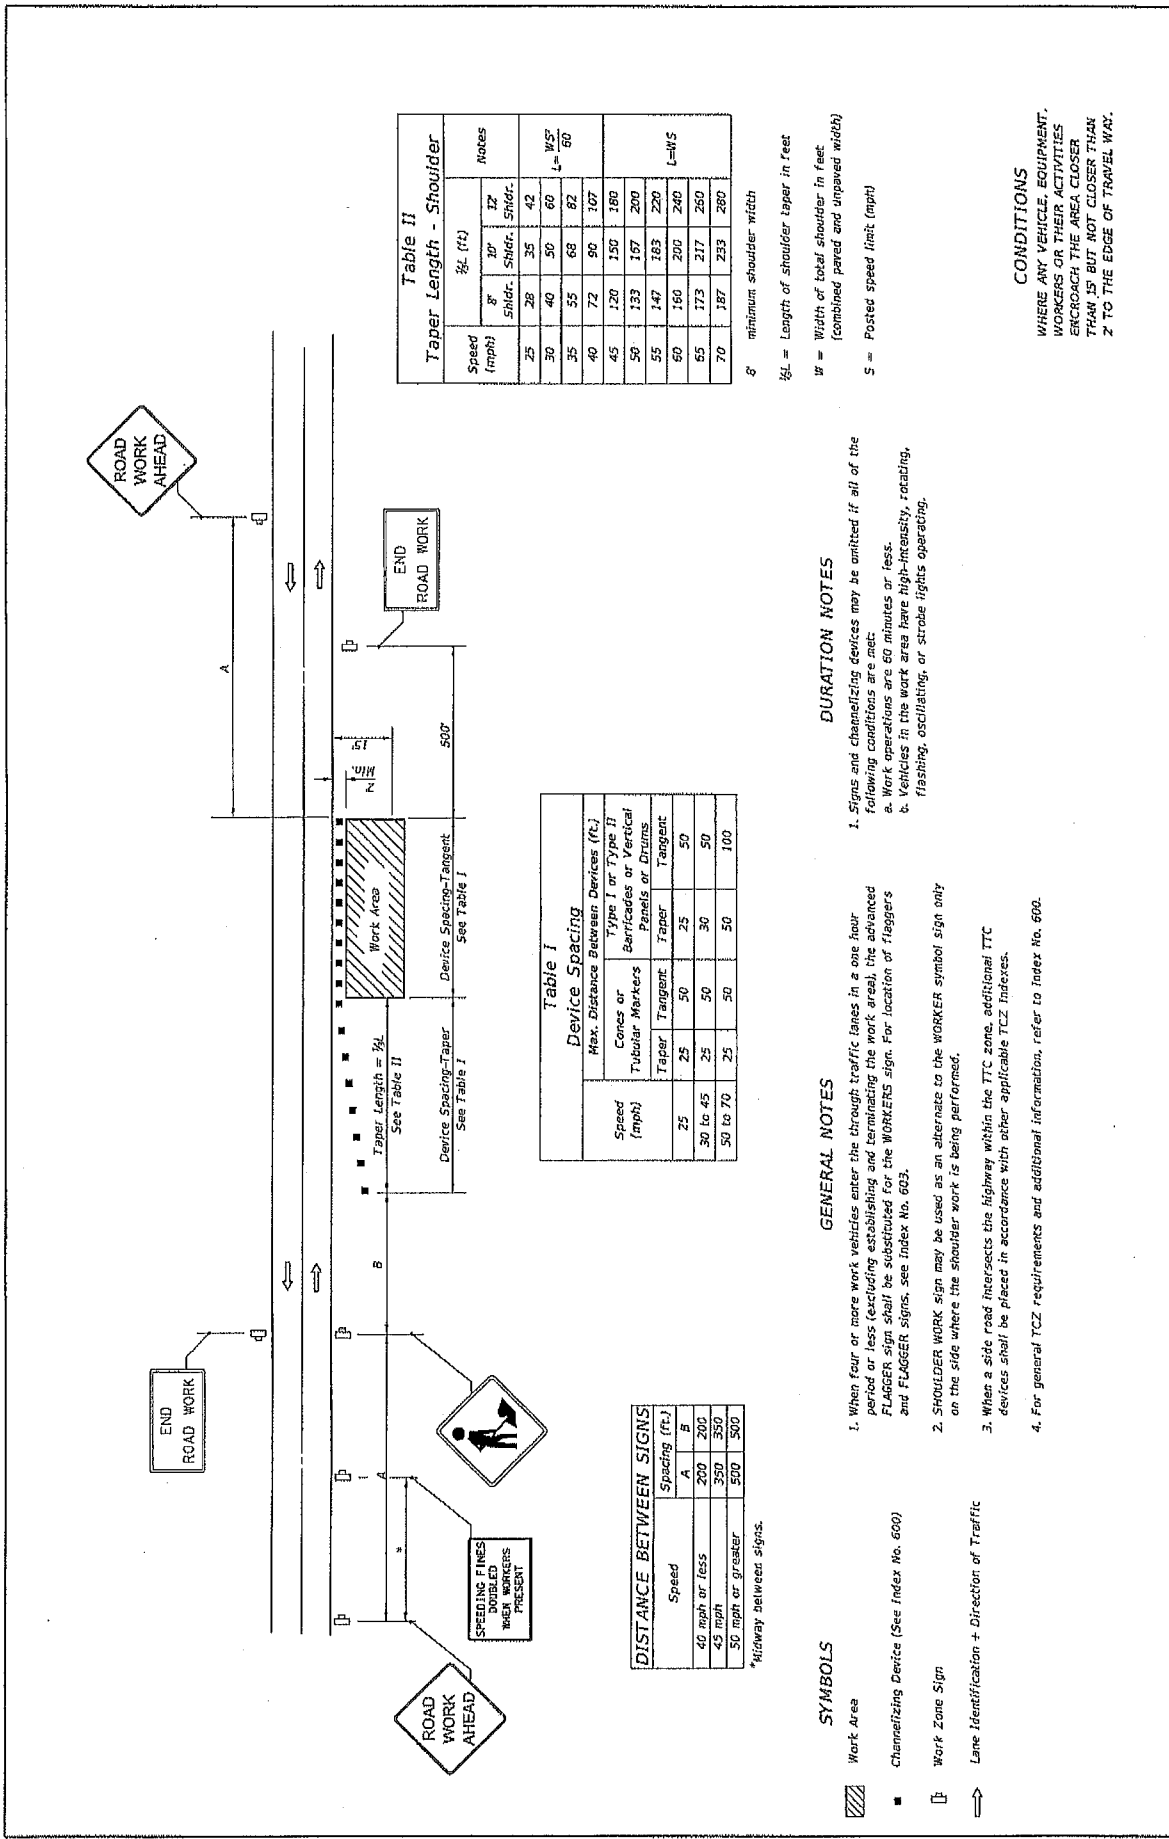 ROAD
WORK
AHEAD
A
END
ROAD WORK
END
ROAD WORK
Work Area
2'
Min.
15'
500'
Taper Length = ⅓L
See Table II
Device Spacing-Taper
See Table I
Device Spacing-Tangent
See Table I
B
A
*
SPEEDING FINES
DOUBLED
WHEN WORKERS
PRESENT
ROAD
WORK
AHEAD
DISTANCE BETWEEN SIGNS
Speed Spacing (ft.)
A B
40 mph or less 200 200
45 mph 350 350
50 mph or greater 500 500
*Midway between signs.
Table I
Device Spacing
Speed (mph) Max. Distance Between Devices (ft.)
Cones or Tubular Markers Type I or Type II Barricades or Vertical Panels or Drums
Taper Tangent Taper Tangent
25 25 50 25 50
30 to 45 25 50 30 50
50 to 70 25 50 50 100
Table II
Taper Length - Shoulder
Speed (mph) ⅓L (ft) Notes
8' Shldr. 10' Shldr. 12' Shldr.
25 28 35 42
30 40 50 60
35 55 68 82
40 72 90 107
L= WS²/60
45 120 150 180
50 133 167 200
55 147 183 220
60 160 200 240
65 173 217 260
70 187 233 280
L=WS
8' minimum shoulder width
⅓L = Length of shoulder taper in feet
W = Width of total shoulder in feet
(combined paved and unpaved width)
S = Posted speed limit (mph)
SYMBOLS
Work Area
Channelizing Device (See Index No. 600)
Work Zone Sign
Lane Identification + Direction of Traffic
GENERAL NOTES
1. When four or more work vehicles enter the through traffic lanes in a one hour
period or less (excluding establishing and terminating the work area), the advanced
FLAGGER sign shall be substituted for the WORKERS sign. For location of flaggers
and FLAGGER signs, see Index No. 603.
2. SHOULDER WORK sign may be used as an alternate to the WORKER symbol sign only
on the side where the shoulder work is being performed.
3. When a side road intersects the highway within the TTC zone, additional TTC
devices shall be placed in accordance with other applicable TCZ Indexes.
4. For general TCZ requirements and additional information, refer to Index No. 600.
DURATION NOTES
1. Signs and channelizing devices may be omitted if all of the
following conditions are met:
a. Work operations are 60 minutes or less.
b. Vehicles in the work area have high-intensity, rotating,
flashing, oscillating, or strobe lights operating.
CONDITIONS
WHERE ANY VEHICLE, EQUIPMENT,
WORKERS OR THEIR ACTIVITIES
ENCROACH THE AREA CLOSER
THAN 15' BUT NOT CLOSER THAN
2' TO THE EDGE OF TRAVEL WAY.